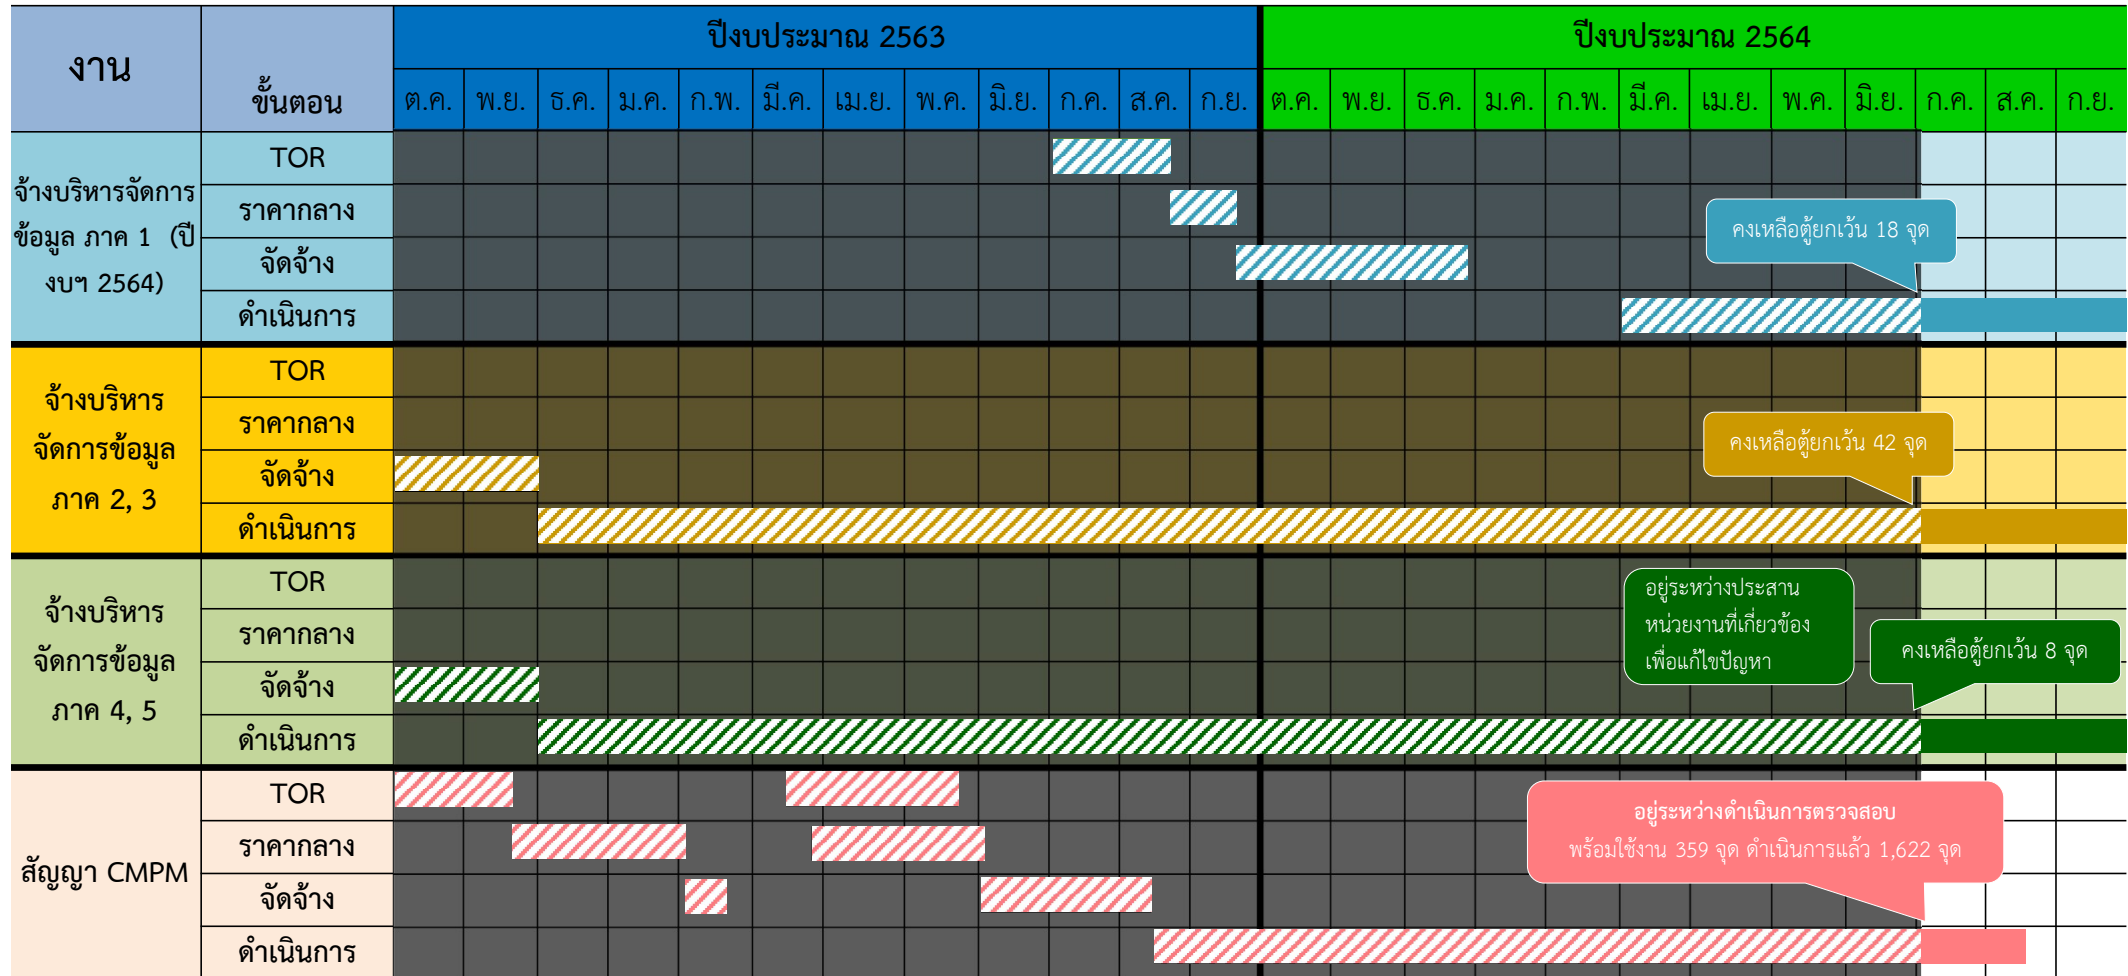 งาน
ขั้นตอน
ปีงบประมาณ 2563
ปีงบประมาณ 2564
ต.ค. พ.ย. ธ.ค. ม.ค. ก.พ. มี.ค. เม.ย. พ.ค. มิ.ย. ก.ค. ส.ค. ก.ย. ต.ค. พ.ย. ธ.ค ม.ค. ก.พ. มี.ค. เม.ย. พ.ค. มิ.ย. ก.ค. ส.ค. ก.ย.
จ้างบริหารจัดการ
ข้อมูล ภาค 1 (ปี
งบฯ 2564)
TOR
ราคากลาง
จัดจ้าง
ดำเนินการ
คงเหลือตู้ยกเว้น 18 จุด
จ้างบริหาร
จัดการข้อมูล
ภาค 2, 3
TOR
ราคากลาง
จัดจ้าง
ดำเนินการ
คงเหลือตู้ยกเว้น 42 จุด
จ้างบริหาร
จัดการข้อมูล
ภาค 4, 5
TOR
ราคากลาง
จัดจ้าง
ดำเนินการ
อยู่ระหว่างประสาน
หน่วยงานที่เกี่ยวข้อง
เพื่อแก้ไขปัญหา
คงเหลือตู้ยกเว้น 8 จุด
สัญญา CMPM
TOR
ราคากลาง
จัดจ้าง
ดำเนินการ
อยู่ระหว่างดำเนินการตรวจสอบ
พร้อมใช้งาน 359 จุด ดำเนินการแล้ว 1,622 จุด